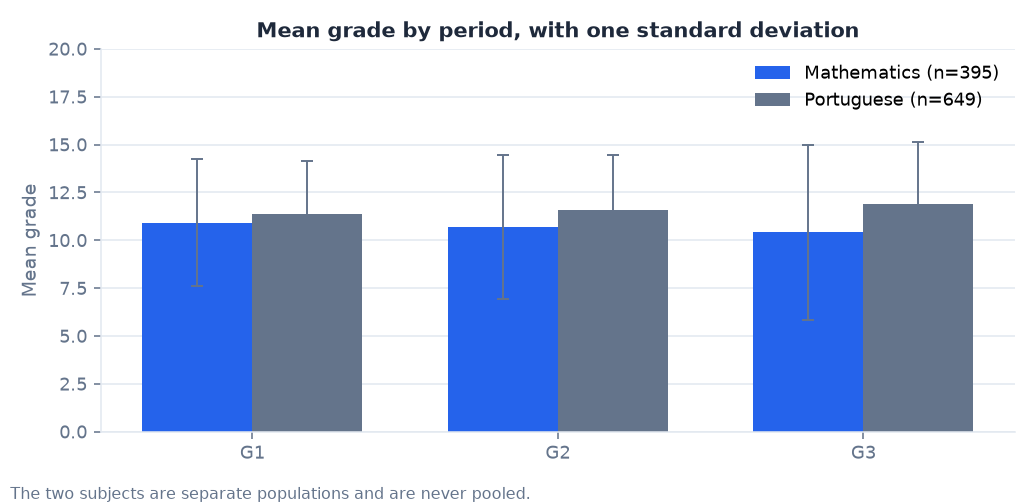 Mean grade by period, with one standard deviation
20.0
17.5
15.0
12.5
10.0
7.5
5.0
2.5
0.0
Mean grade
Mathematics (n=395)
Portuguese (n=649)
G1
G2
G3
The two subjects are separate populations and are never pooled.